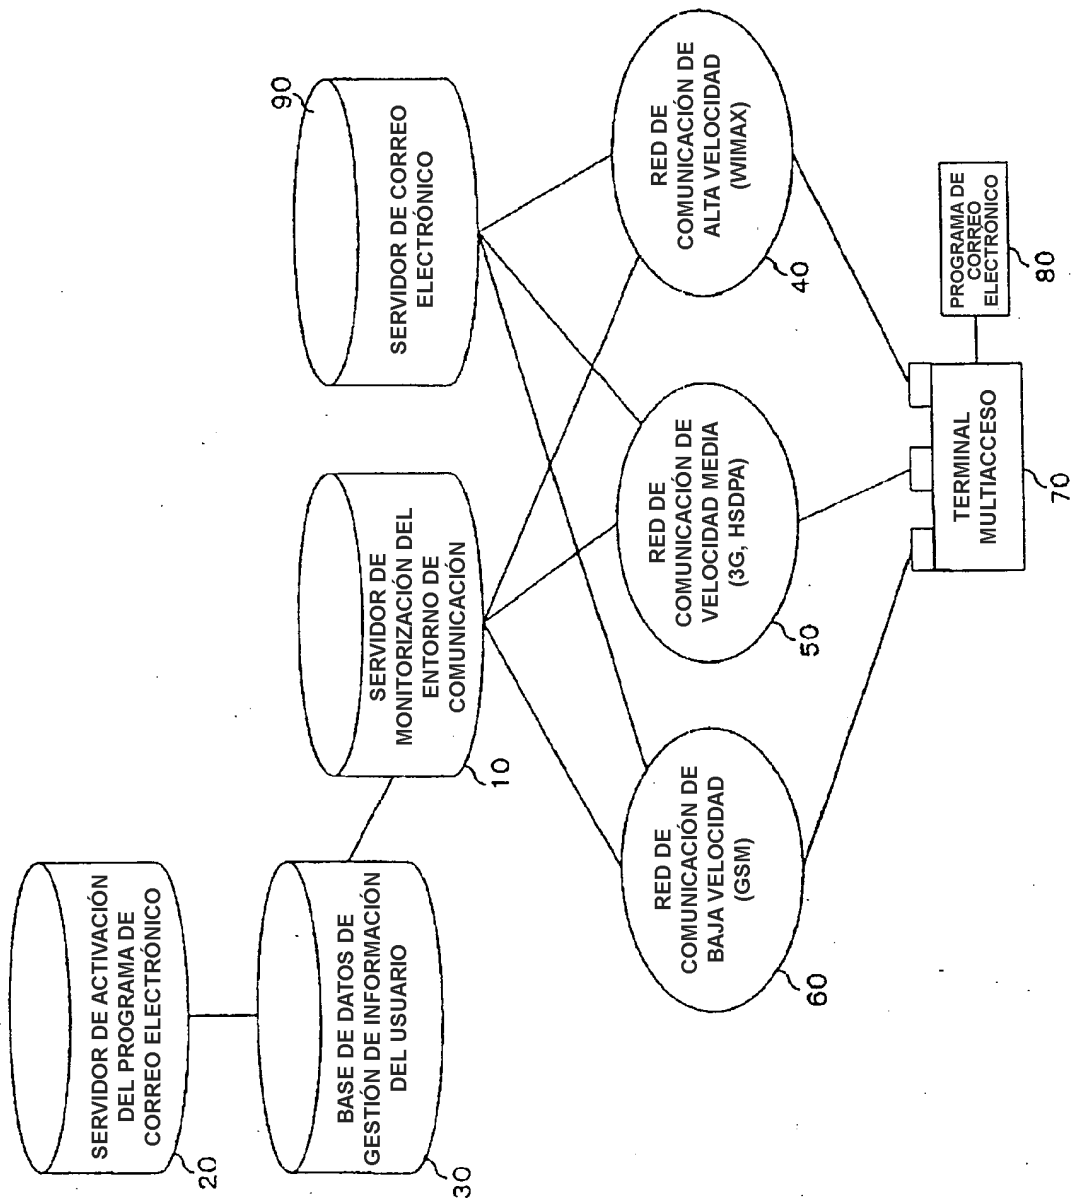 SERVIDOR DE ACTIVACIÓN
DEL PROGRAMA DE
CORREO ELECTRÓNICO
20
BASE DE DATOS DE
GESTIÓN DE INFORMACIÓN
DEL USUARIO
30
SERVIDOR DE
MONITORIZACIÓN DEL
ENTORNO DE
COMUNICACIÓN
10
SERVIDOR DE CORREO
ELECTRÓNICO
90
RED DE
COMUNICACIÓN DE
BAJA VELOCIDAD
(GSM)
60
RED DE
COMUNICACIÓN DE
VELOCIDAD MEDIA
(3G, HSDPA)
50
RED DE
COMUNICACIÓN DE
ALTA VELOCIDAD
(WIMAX)
40
TERMINAL
MULTIACCESO
70
PROGRAMA DE
CORREO
ELECTRÓNICO
80